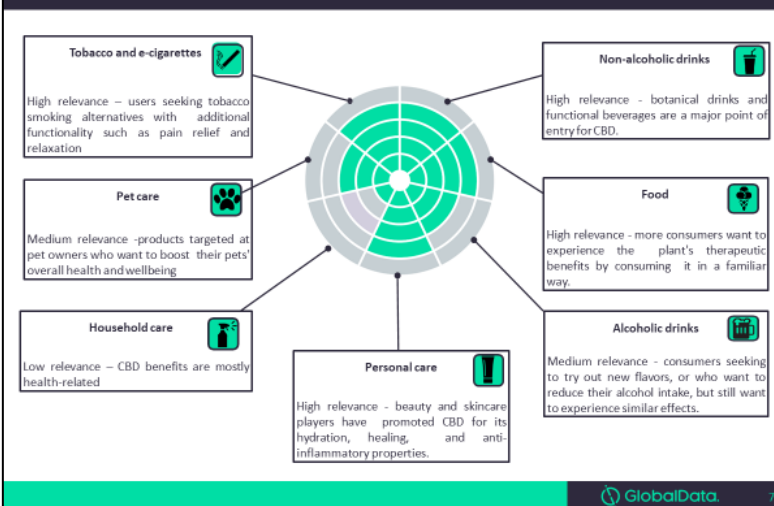 Tobacco and e-cigarettes
High relevance – users seeking tobacco
smoking alternatives with additional
functionality such as pain relief and
relaxation
Non-alcoholic drinks
High relevance - botanical drinks and
functional beverages are a major point of
entry for CBD.
Pet care
Medium relevance -products targeted at
pet owners who want to boost their pets'
overall health and wellbeing
Food
High relevance - more consumers want to
experience the plant's therapeutic
benefits by consuming it in a familiar
way.
Household care
Low relevance – CBD benefits are mostly
health-related
Personal care
High relevance - beauty and skincare
players have promoted CBD for its
hydration, healing, and anti-
inflammatory properties.
Alcoholic drinks
Medium relevance - consumers seeking
to try out new flavors, or who want to
reduce their alcohol intake, but still want
to experience similar effects.
GlobalData.
7